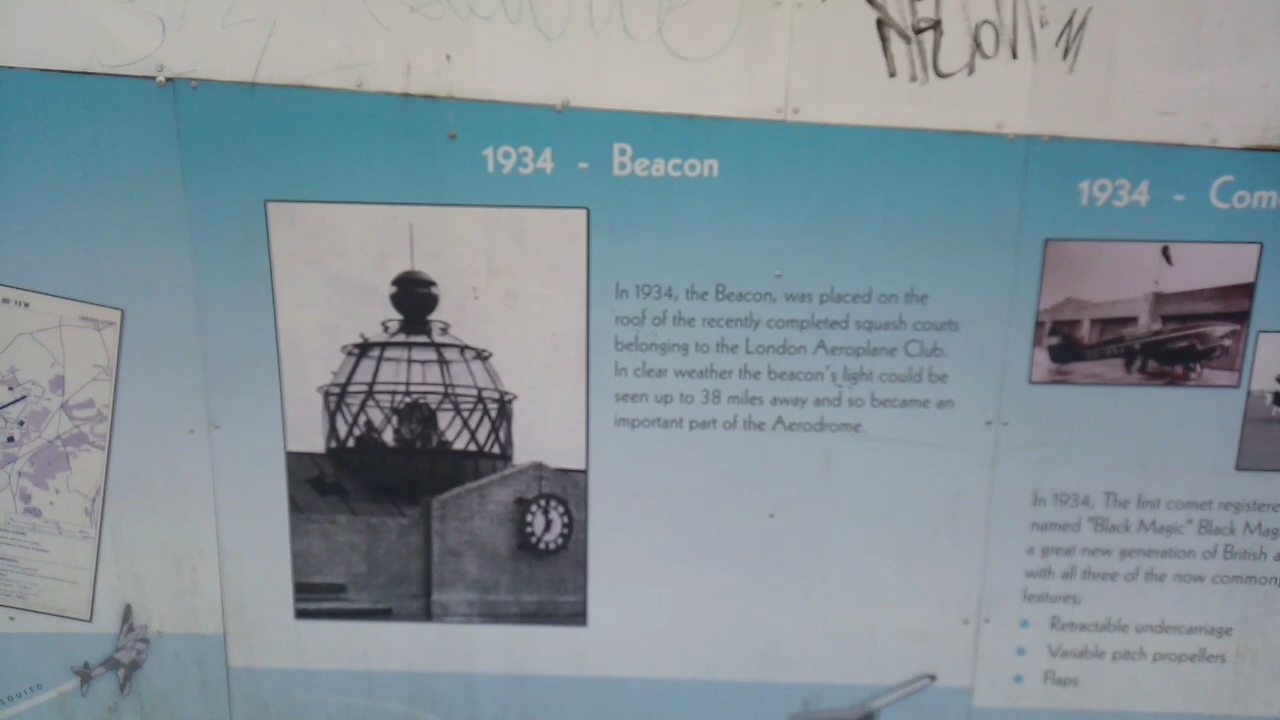 1934 - Beacon
In 1934, the Beacon, was placed on the
roof of the recently completed squash courts
belonging to the London Aeroplane Club.
In clear weather the beacon's light could be
seen up to 38 miles away and so became an
important part of the Aerodrome.
1934 - Com
In 1934, The first comet registere
named "Black Magic" Black Mag
a great new generation of British a
with all three of the now common
features;
Retractable undercarriage
Variable pitch propellers
Flaps
SQUITO